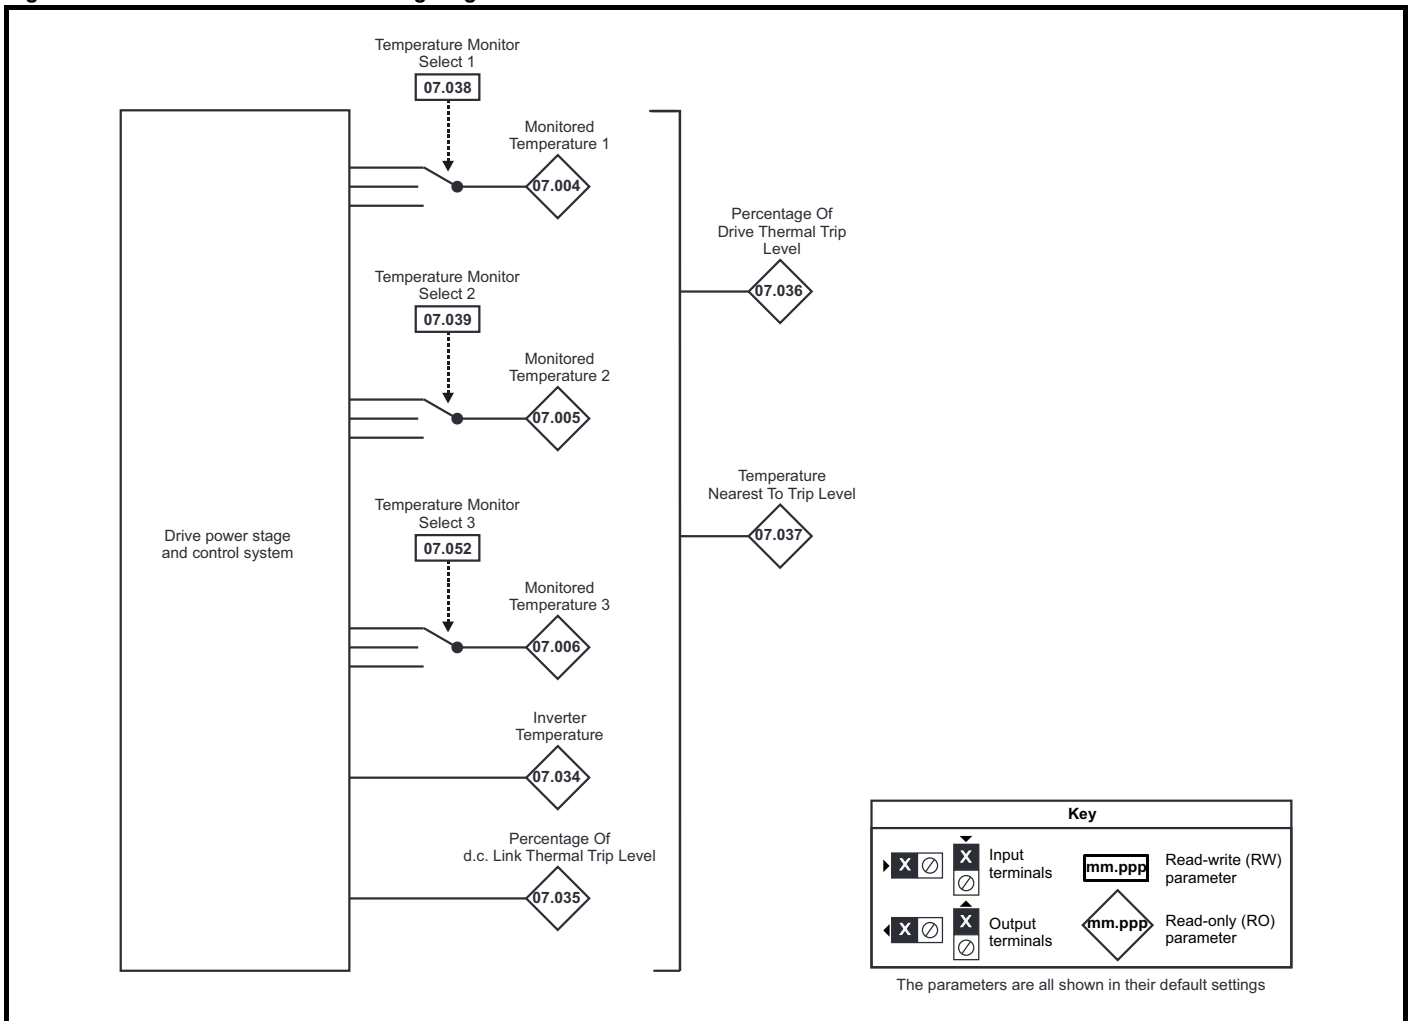 Temperature Monitor
Select 1
07.038
Monitored
Temperature 1
07.004
Percentage Of
Drive Thermal Trip
Level
07.036
Temperature Monitor
Select 2
07.039
Monitored
Temperature 2
07.005
Temperature
Nearest To Trip Level
07.037
Temperature Monitor
Select 3
07.052
Drive power stage
and control system
Monitored
Temperature 3
07.006
Inverter
Temperature
07.034
Percentage Of
d.c. Link Thermal Trip Level
07.035
Key
X
X
Input
terminals
mm.ppp
Read-write (RW)
parameter
X
X
Output
terminals
mm.ppp
Read-only (RO)
parameter
The parameters are all shown in their default settings